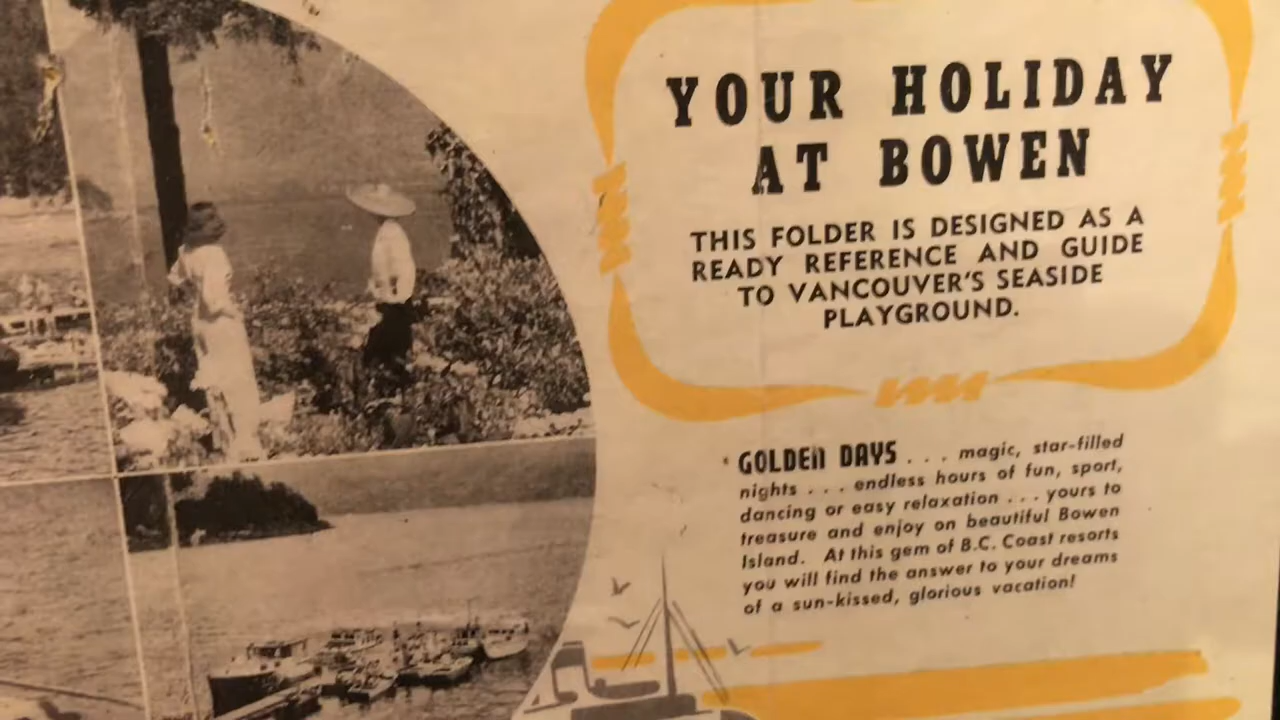 YOUR HOLIDAY
AT BOWEN
THIS FOLDER IS DESIGNED AS A
READY REFERENCE AND GUIDE
TO VANCOUVER'S SEASIDE
PLAYGROUND.
GOLDEN DAYS . . . magic, star-filled
nights . . . endless hours of fun, sport,
dancing or easy relaxation . . . yours to
treasure and enjoy on beautiful Bowen
Island. At this gem of B.C. Coast resorts
you will find the answer to your dreams
of a sun-kissed, glorious vacation!